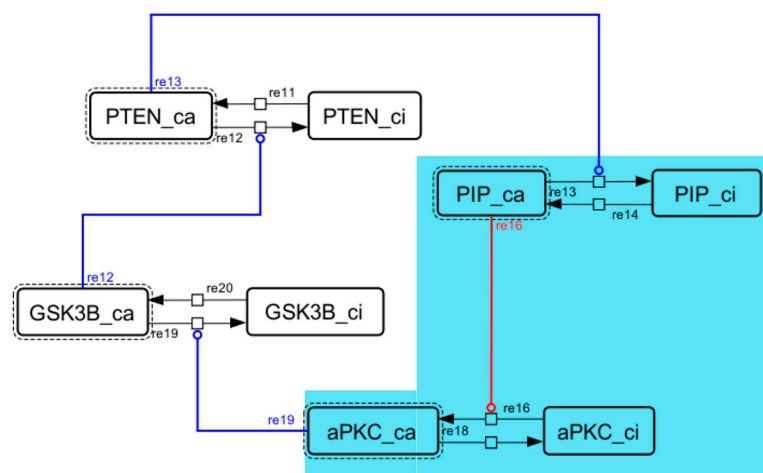 re13
re11
PTEN_ca
PTEN_ci
re12
PIP_ca
re13
PIP_ci
re16
re14
re12
re20
GSK3B_ca
GSK3B_ci
re19
re19
re16
aPKC_ca
re18
aPKC_ci